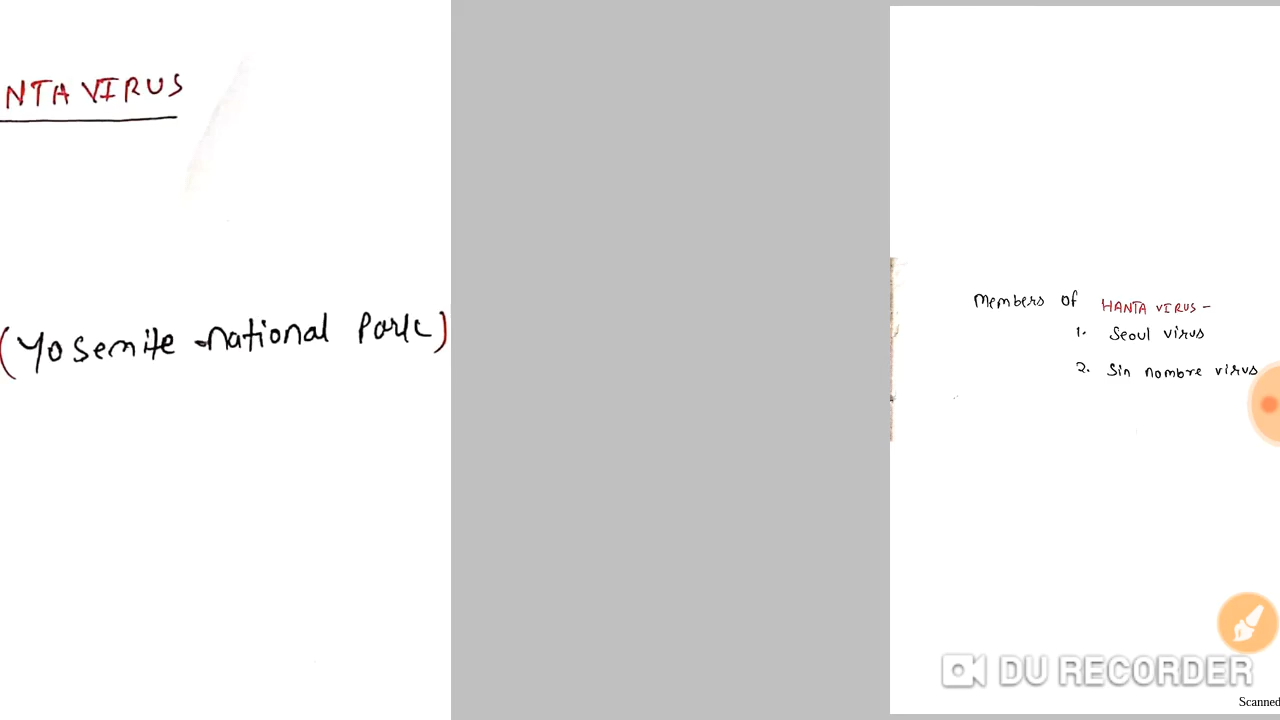 NTA VIRUS
(Yosemite national Park)
Members of HANTA VIRUS -
1. Seoul virus
2. Sin nombre virus
DU RECORDER
Scanned